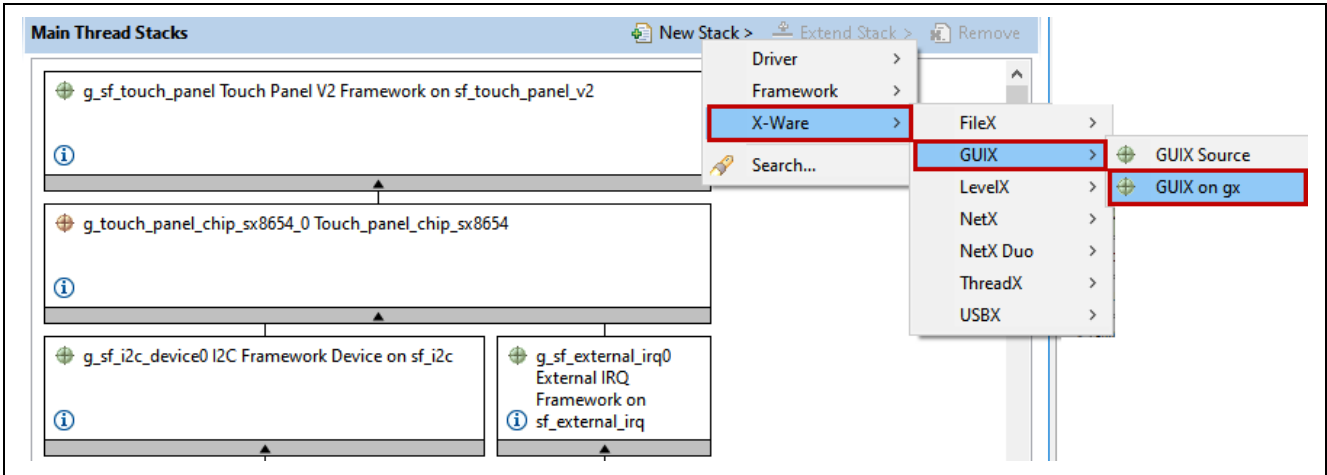 Main Thread Stacks
New Stack > Extend Stack > Remove
Driver
Framework
X-Ware
Search...
FileX
GUIX
LevelX
NetX
NetX Duo
ThreadX
USBX
GUIX Source
GUIX on gx
g_sf_touch_panel Touch Panel V2 Framework on sf_touch_panel_v2
g_touch_panel_chip_sx8654_0 Touch_panel_chip_sx8654
g_sf_i2c_device0 I2C Framework Device on sf_i2c
g_sf_external_irq0
External IRQ
Framework on
sf_external_irq